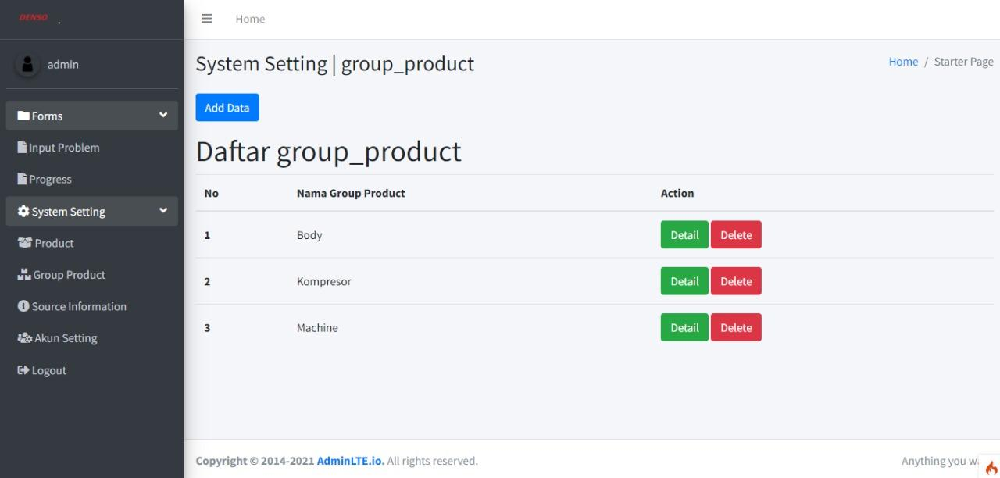 DENSO .
Home
admin
System Setting | group_product
Home / Starter Page
Forms
Input Problem
Progress
System Setting
Product
Group Product
Source Information
Akun Setting
Logout
Add Data
Daftar group_product
No Nama Group Product Action
1 Body Detail Delete
2 Kompresor Detail Delete
3 Machine Detail Delete
Copyright © 2014-2021 AdminLTE.io. All rights reserved.
Anything you